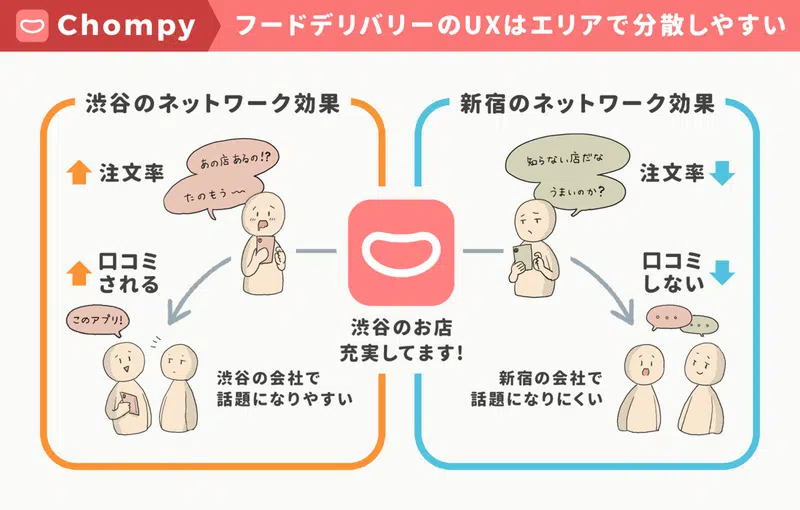 Chompy
フードデリバリーのUXはエリアで分散しやすい
渋谷のネットワーク効果
注文率
あの店あるの!?
たのもう〜〜
口コミ
される
このアプリ!
渋谷の会社で
話題になりやすい
渋谷のお店
充実してます!
新宿のネットワーク効果
知らない店だな
うまいのか?
注文率
口コミ
しない
・・・
・・・
新宿の会社で
話題になりにくい